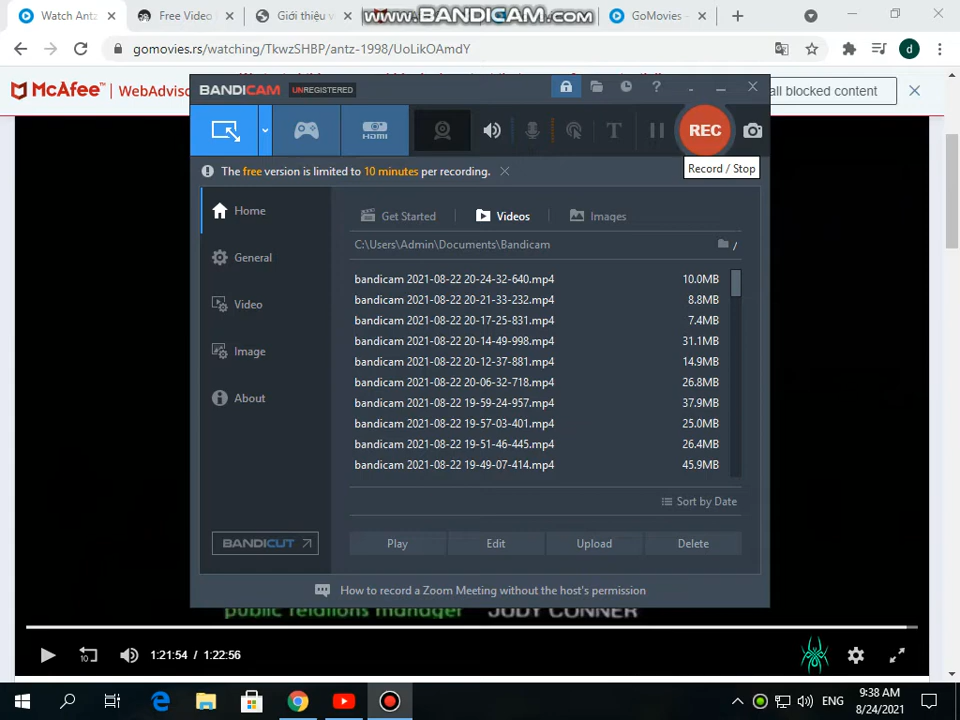 Watch Antz
Free Video
Giới thiệu v
www.BANDICAM.com
GoMovies -
gomovies.rs/watching/TkwzSHBP/antz-1998/UoLikOAmdY
d
McAfee™ | WebAdviso
all blocked content
BANDICAM UNREGISTERED
HDMI
T
REC
Record / Stop
The free version is limited to 10 minutes per recording.
Home
General
Video
Image
About
BANDICUT
Get Started
Videos
Images
C:\Users\Admin\Documents\Bandicam
/
bandicam 2021-08-22 20-24-32-640.mp4 10.0MB
bandicam 2021-08-22 20-21-33-232.mp4 8.8MB
bandicam 2021-08-22 20-17-25-831.mp4 7.4MB
bandicam 2021-08-22 20-14-49-998.mp4 31.1MB
bandicam 2021-08-22 20-12-37-881.mp4 14.9MB
bandicam 2021-08-22 20-06-32-718.mp4 26.8MB
bandicam 2021-08-22 19-59-24-957.mp4 37.9MB
bandicam 2021-08-22 19-57-03-401.mp4 25.0MB
bandicam 2021-08-22 19-51-46-445.mp4 26.4MB
bandicam 2021-08-22 19-49-07-414.mp4 45.9MB
Sort by Date
Play Edit Upload Delete
How to record a Zoom Meeting without the host's permission
public relations manager JUDY CONNER
10
1:21:54 / 1:22:56
ENG
9:38 AM
8/24/2021